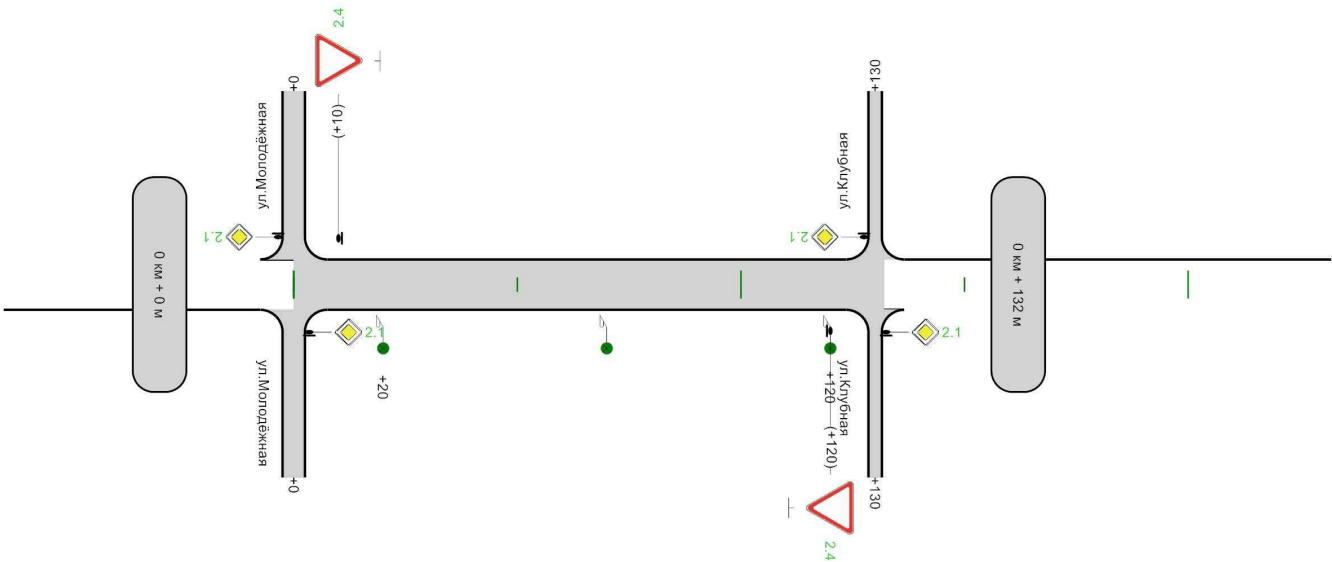 2.4
+0
(+10)
+130
ул.Молодёжная
ул.Клубная
2.1
2.1
0 км + 0 м
0 км + 132 м
2.1
2.1
ул.Молодёжная
+20
+120
ул.Клубная
(+120)
+0
+130
2.4